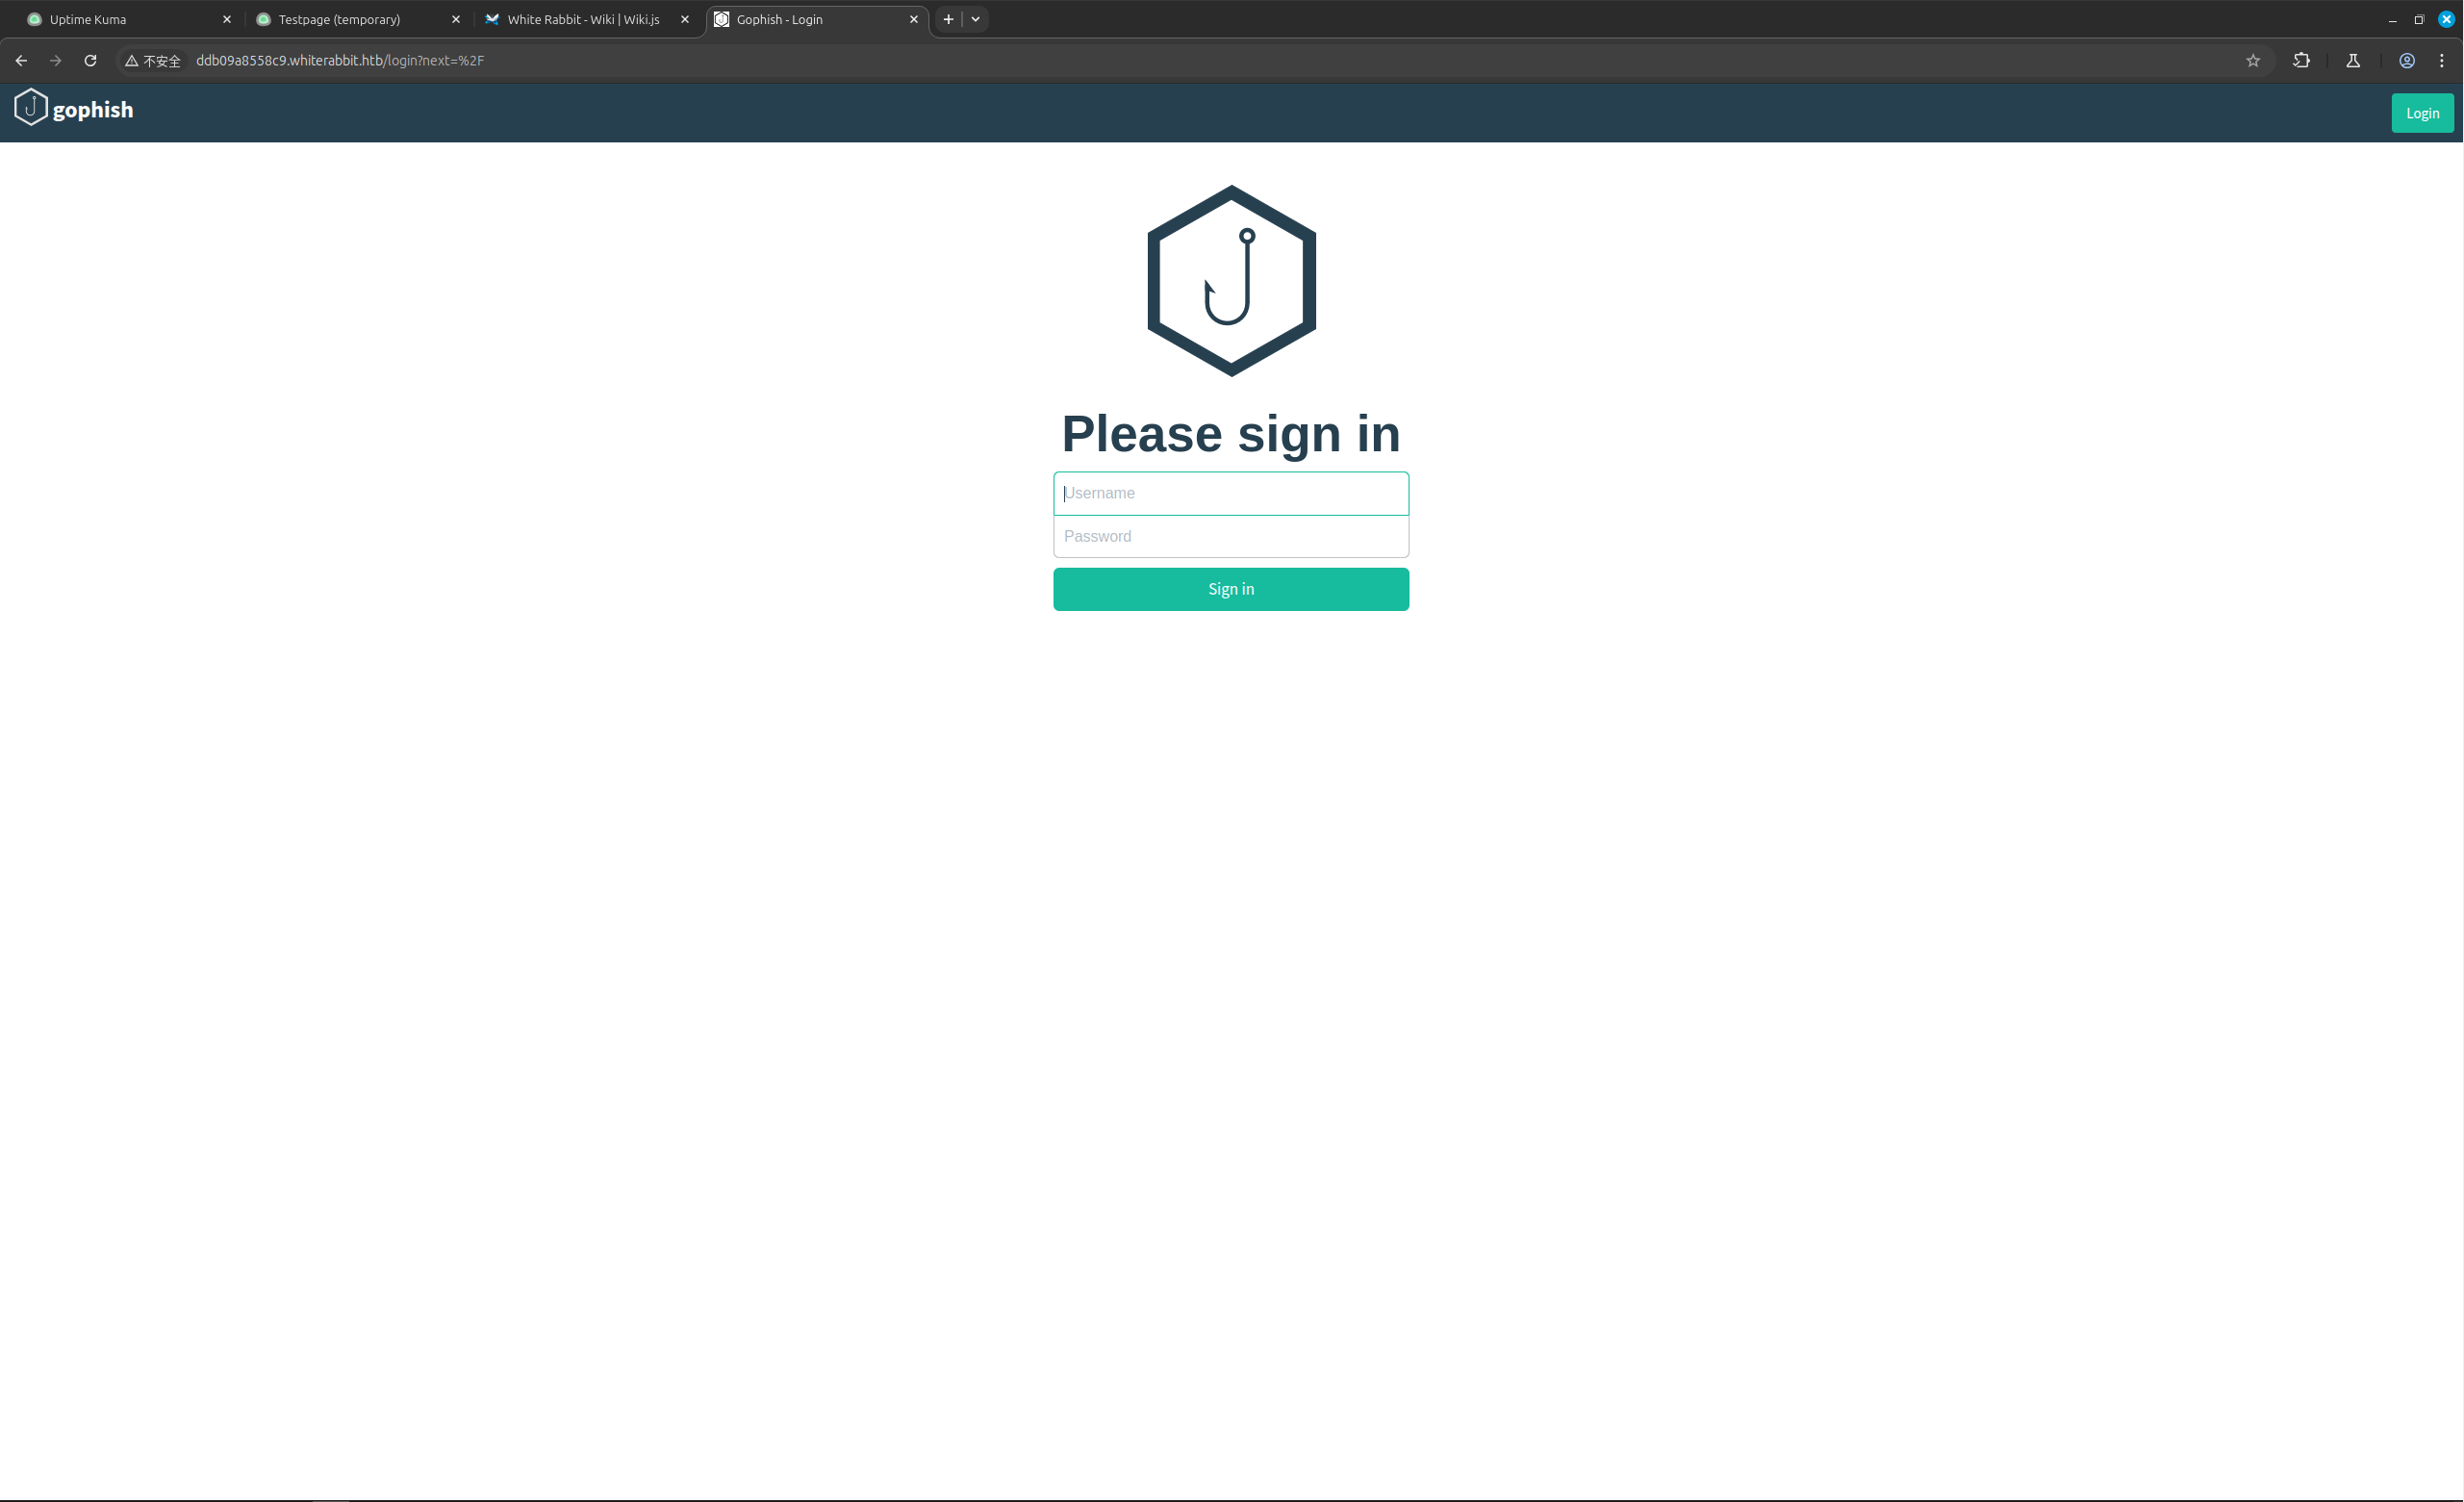 Uptime Kuma
Testpage (temporary)
White Rabbit - Wiki | Wiki.js
Gophish - Login
不安全
ddb09a8558c9.whiterabbit.htb/login?next=%2F
gophish
Login
Please sign in
Username
Password
Sign in